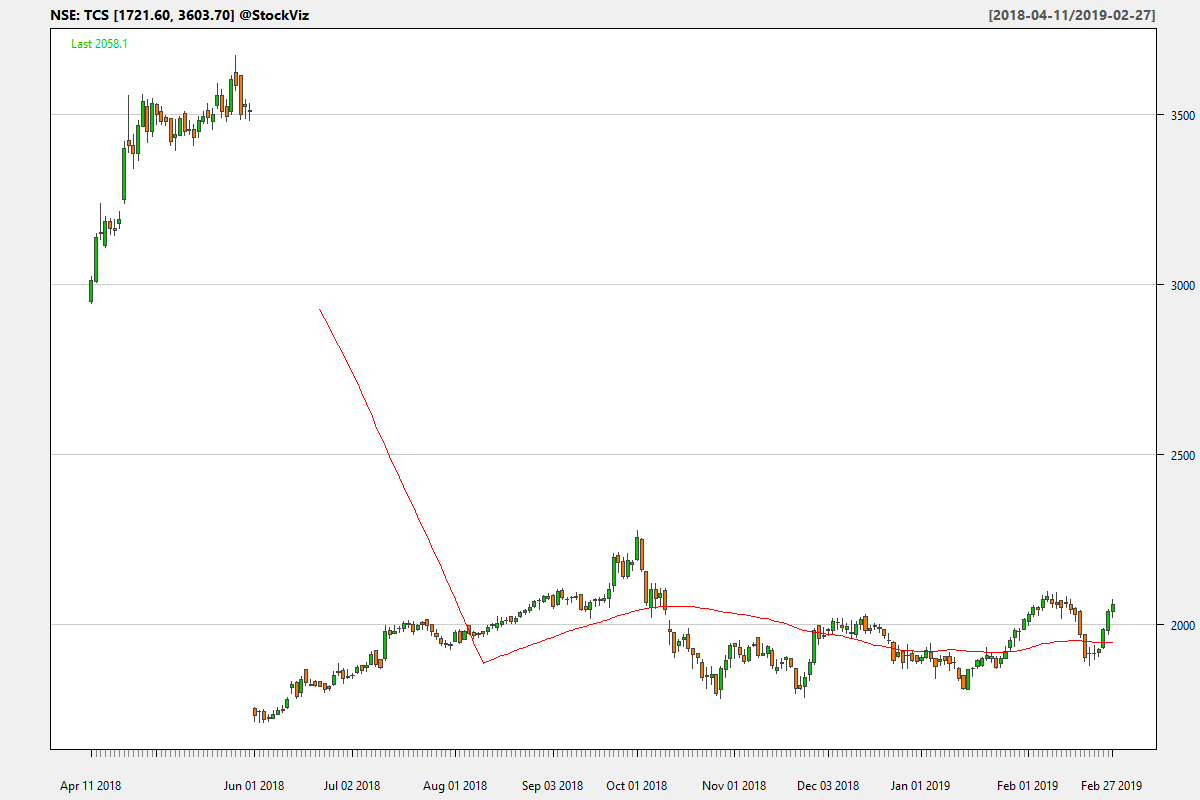 NSE: TCS [1721.60, 3603.70] @StockViz
[2018-04-11/2019-02-27]
Last 2058.1
3500
3000
2500
2000
Apr 11 2018
Jun 01 2018
Jul 02 2018
Aug 01 2018
Sep 03 2018
Oct 01 2018
Nov 01 2018
Dec 03 2018
Jan 01 2019
Feb 01 2019
Feb 27 2019